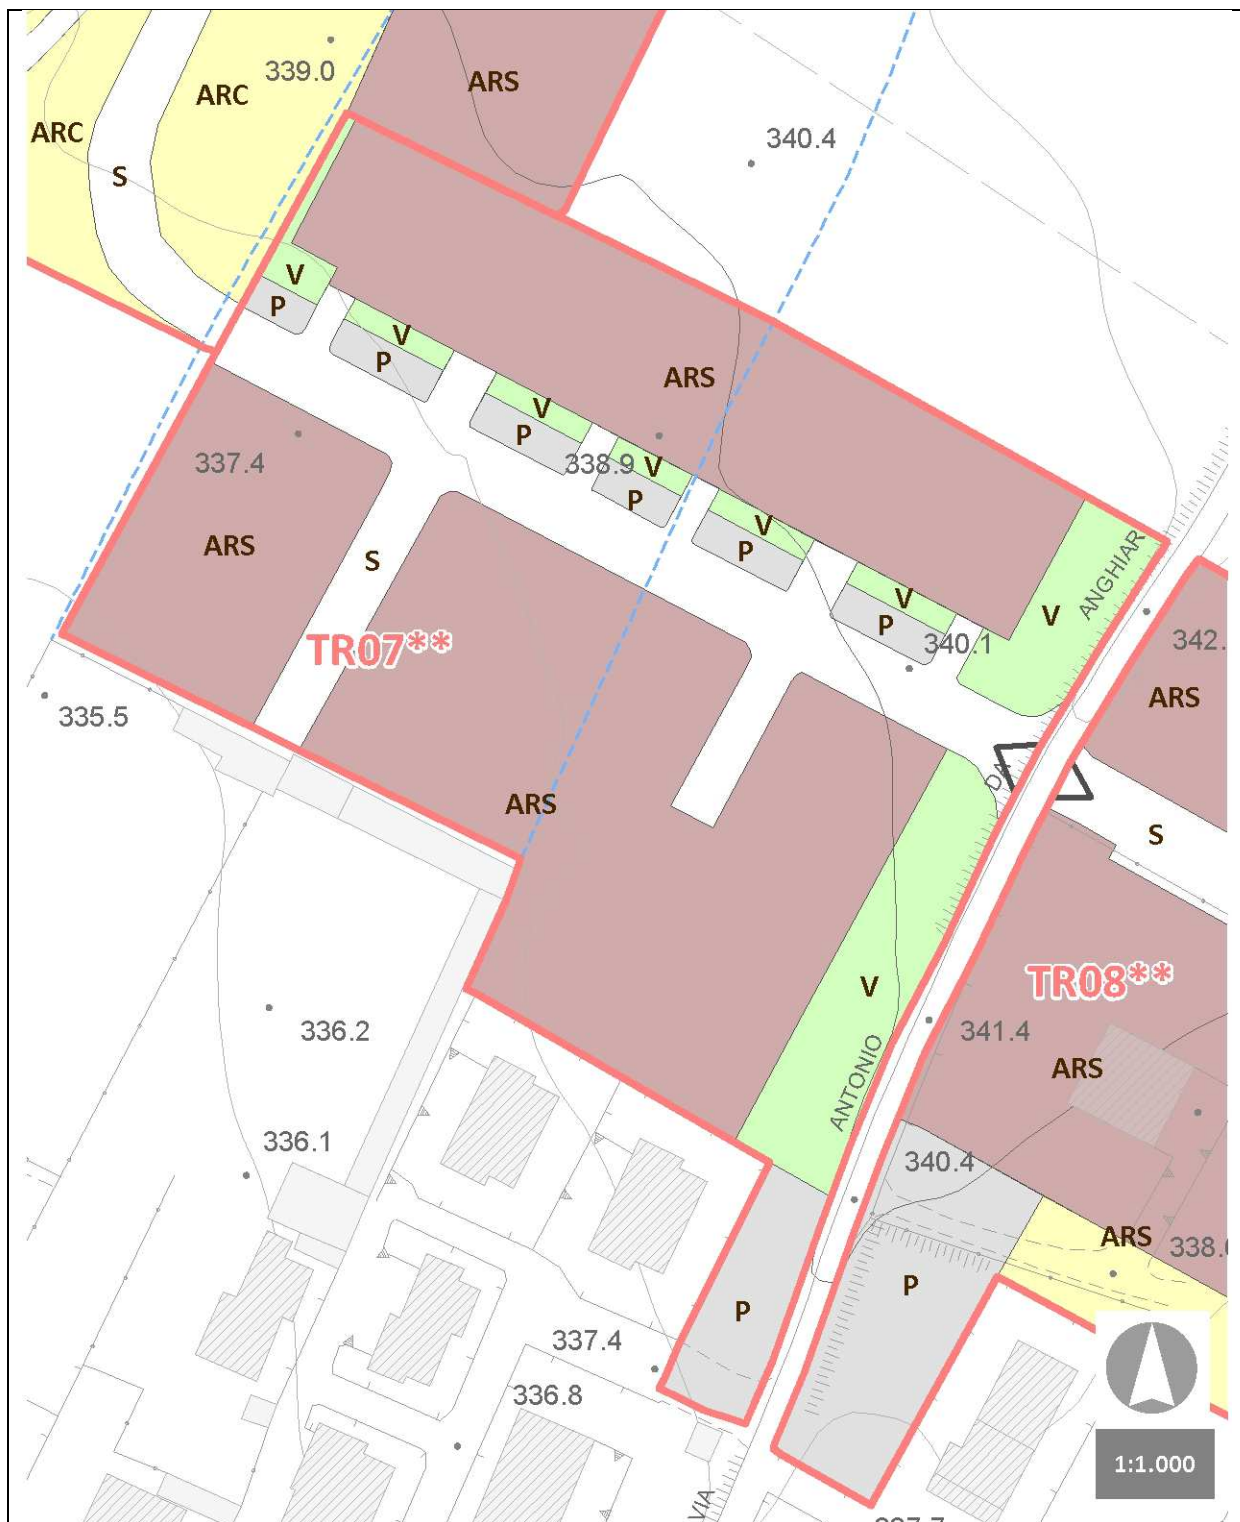 339.0
ARS
ARC
ARC
340.4
S
V
P
V
P
ARS
V
P
338.9
V
P
337.4
V
P
ARS
S
ANGHIAR
V
P
V
340.1
342.
TR07**
ARS
335.5
DA
ARS
S
V
TR08**
336.2
341.4
ANTONIO
ARS
336.1
340.4
ARS
338.
P
P
337.4
336.8
1:1.000
VIA